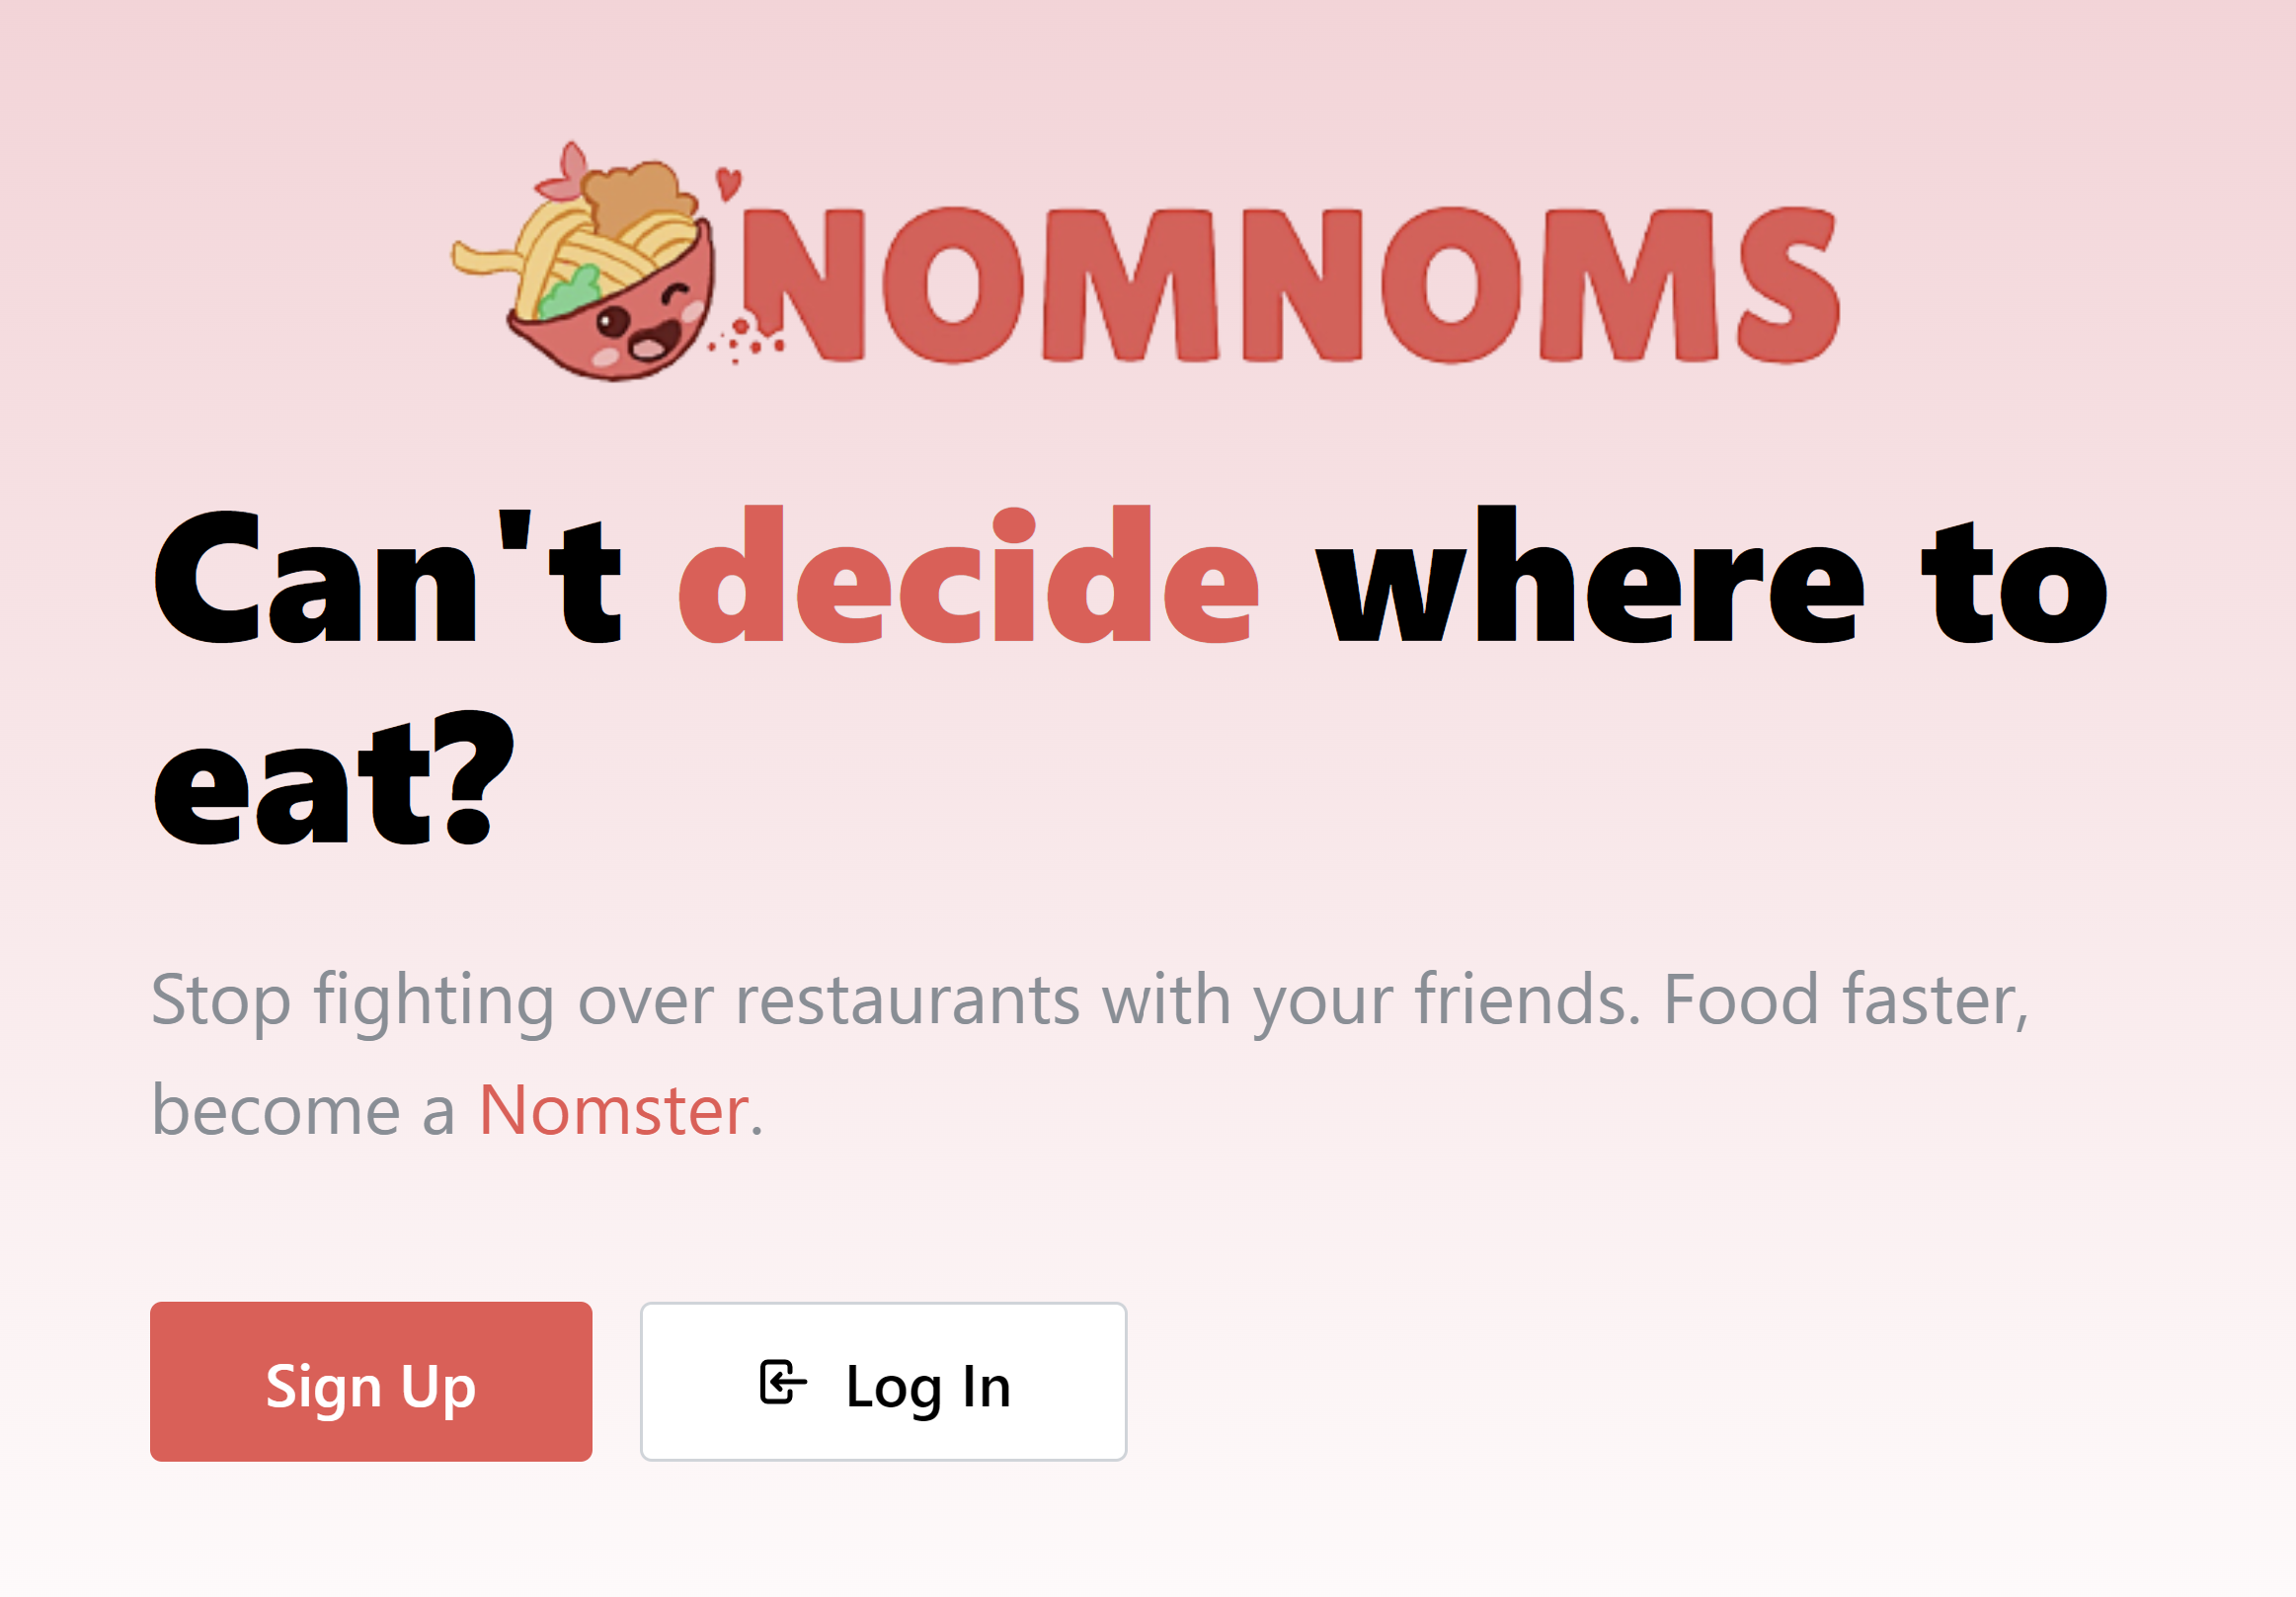 NOMNOMS
Can't decide where to
eat?
Stop fighting over restaurants with your friends. Food faster,
become a Nomster.
Sign Up
Log In